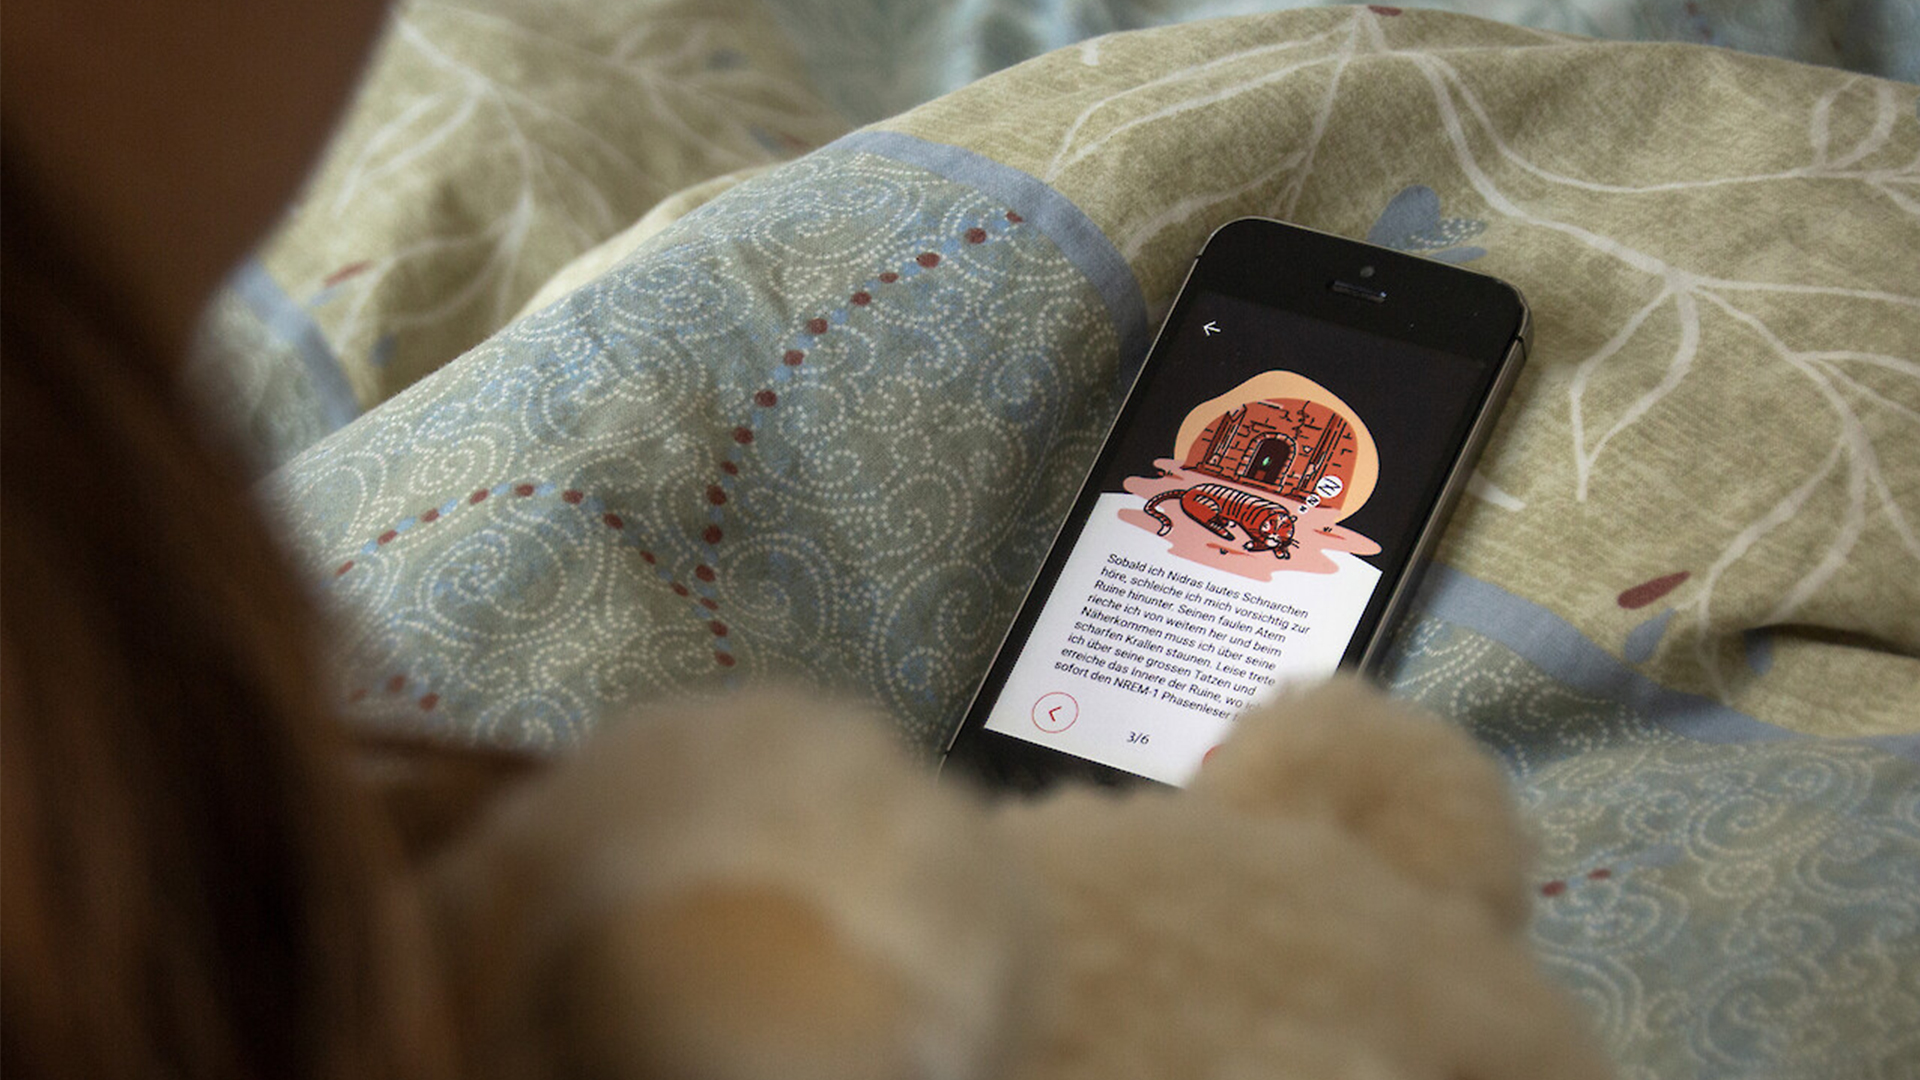 Sobald ich Nidras lautes Schnarchen
höre, schleiche ich mich vorsichtig zur
Ruine hinunter. Seinen faulen Atem
rieche ich von weitem her und beim
Näherkommen muss ich über seine
scharfen Krallen staunen. Leise trete
ich über seine grossen Tatzen und
erreiche das Innere der Ruine, wo
sofort den NREM-1 Phasenleser
3/6